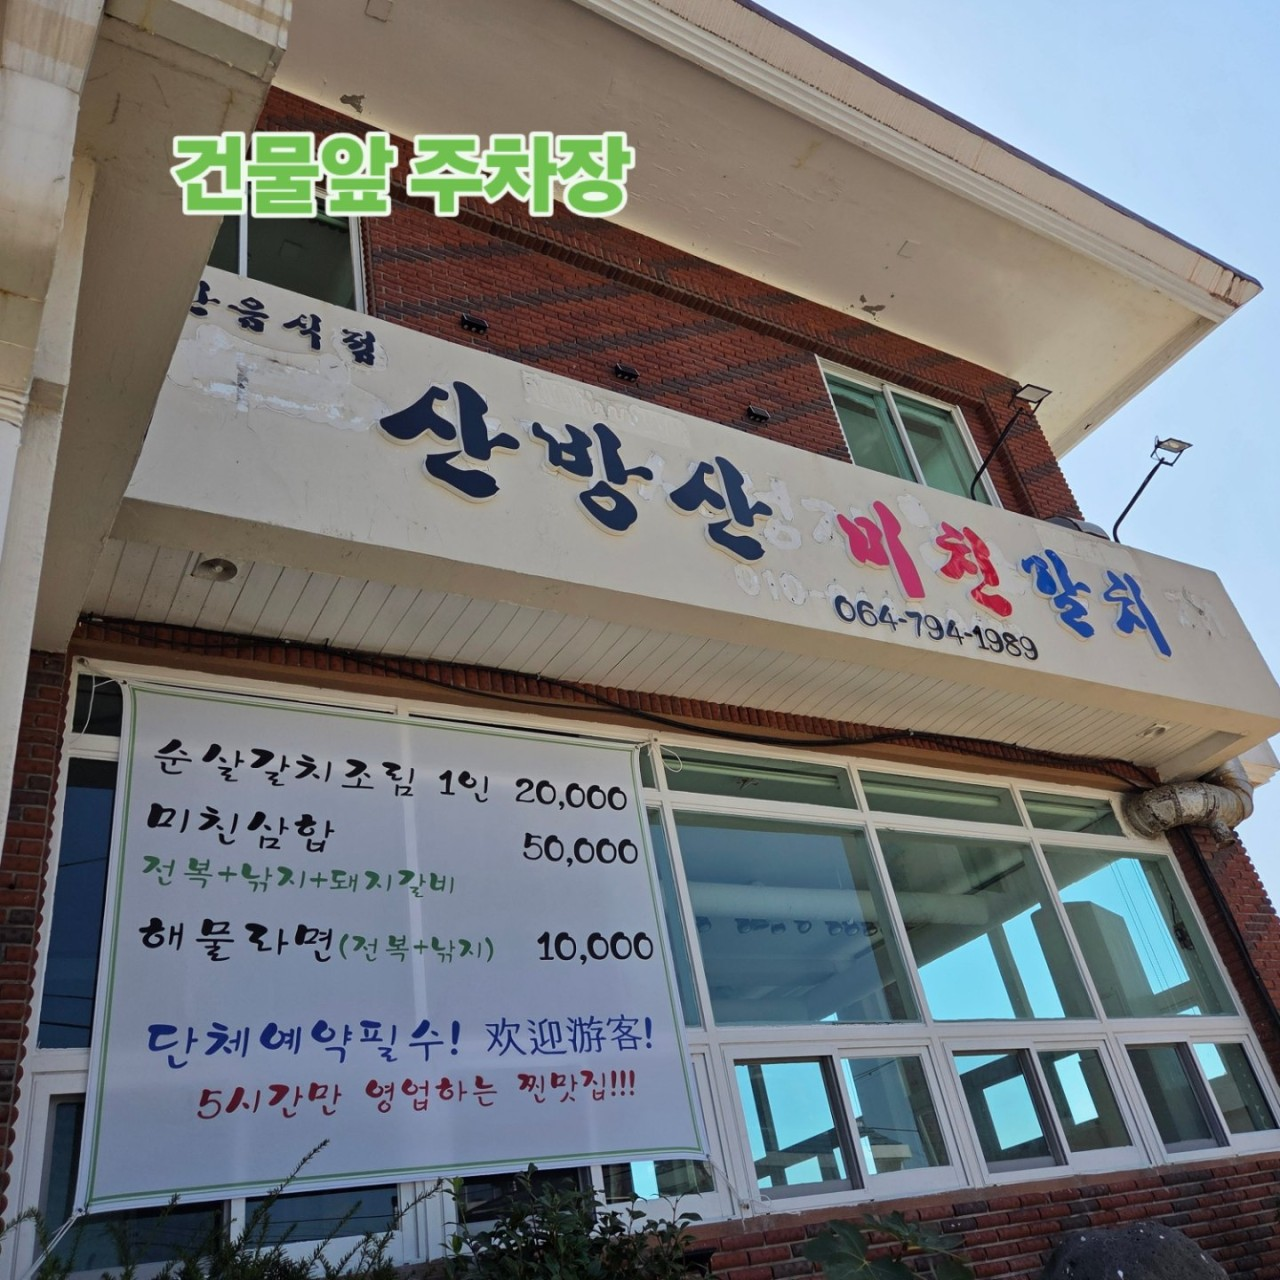 건물앞 주차장
음식점
산방산 미친갈치
064-794-1989
순살갈치조림 1인 20,000
미친삼합 50,000
전복+낚지+돼지갈비
해물라면(전복+낚지) 10,000
단체예약필수! 欢迎游客!
5시간만 영업하는 찐맛집!!!